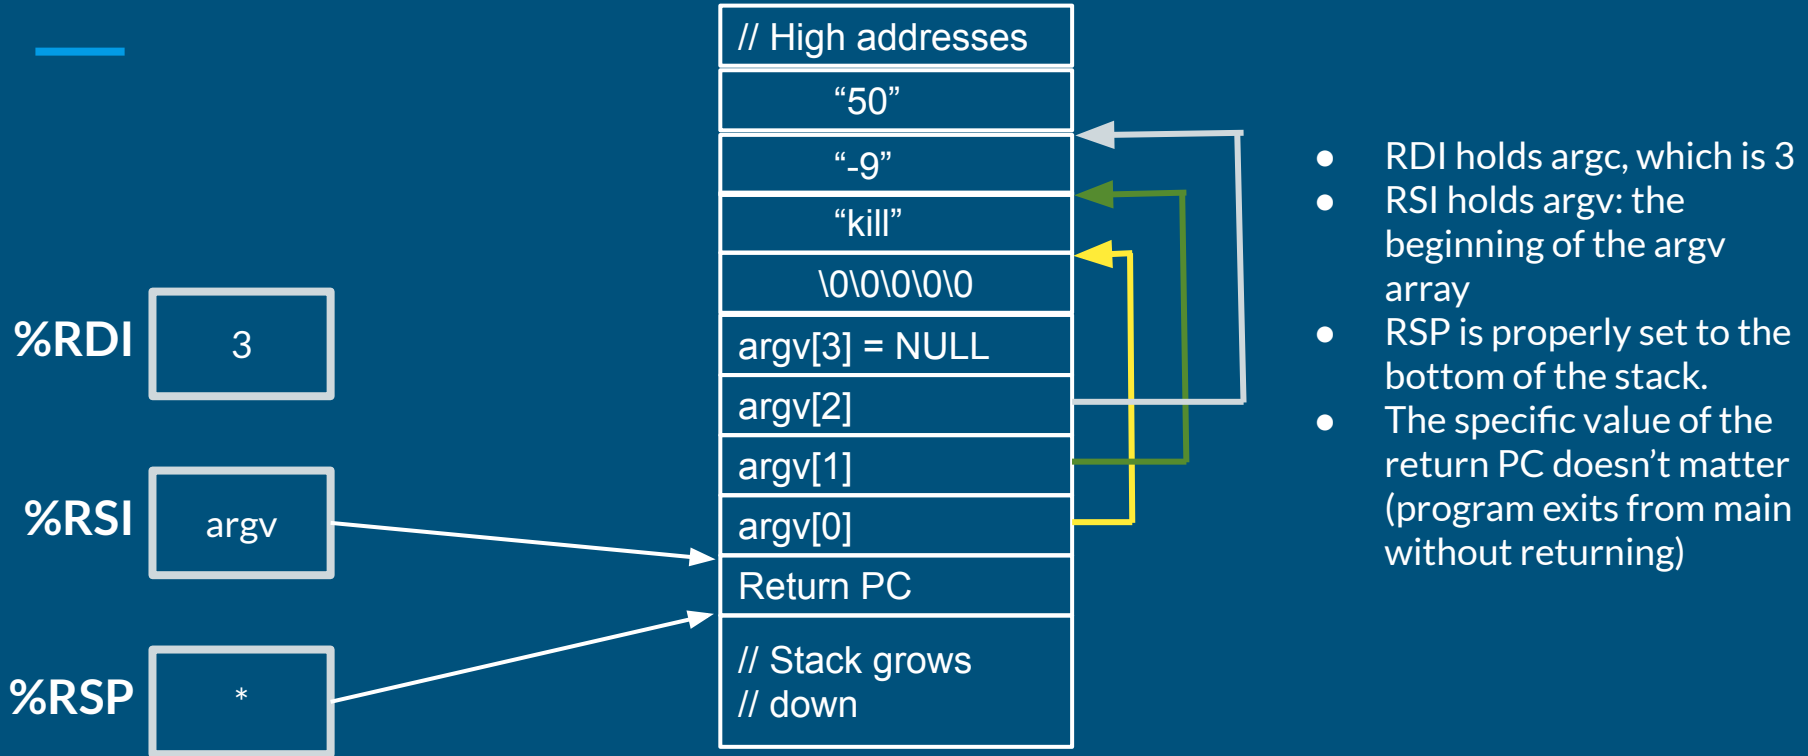 // High addresses
“50”
“-9”
“kill”
\0\0\0\0\0
argv[3] = NULL
argv[2]
argv[1]
argv[0]
Return PC
// Stack grows
// down
%RDI
3
%RSI
argv
%RSP
*
● RDI holds argc, which is 3
● RSI holds argv: the
beginning of the argv
array
● RSP is properly set to the
bottom of the stack.
● The specific value of the
return PC doesn’t matter
(program exits from main
without returning)